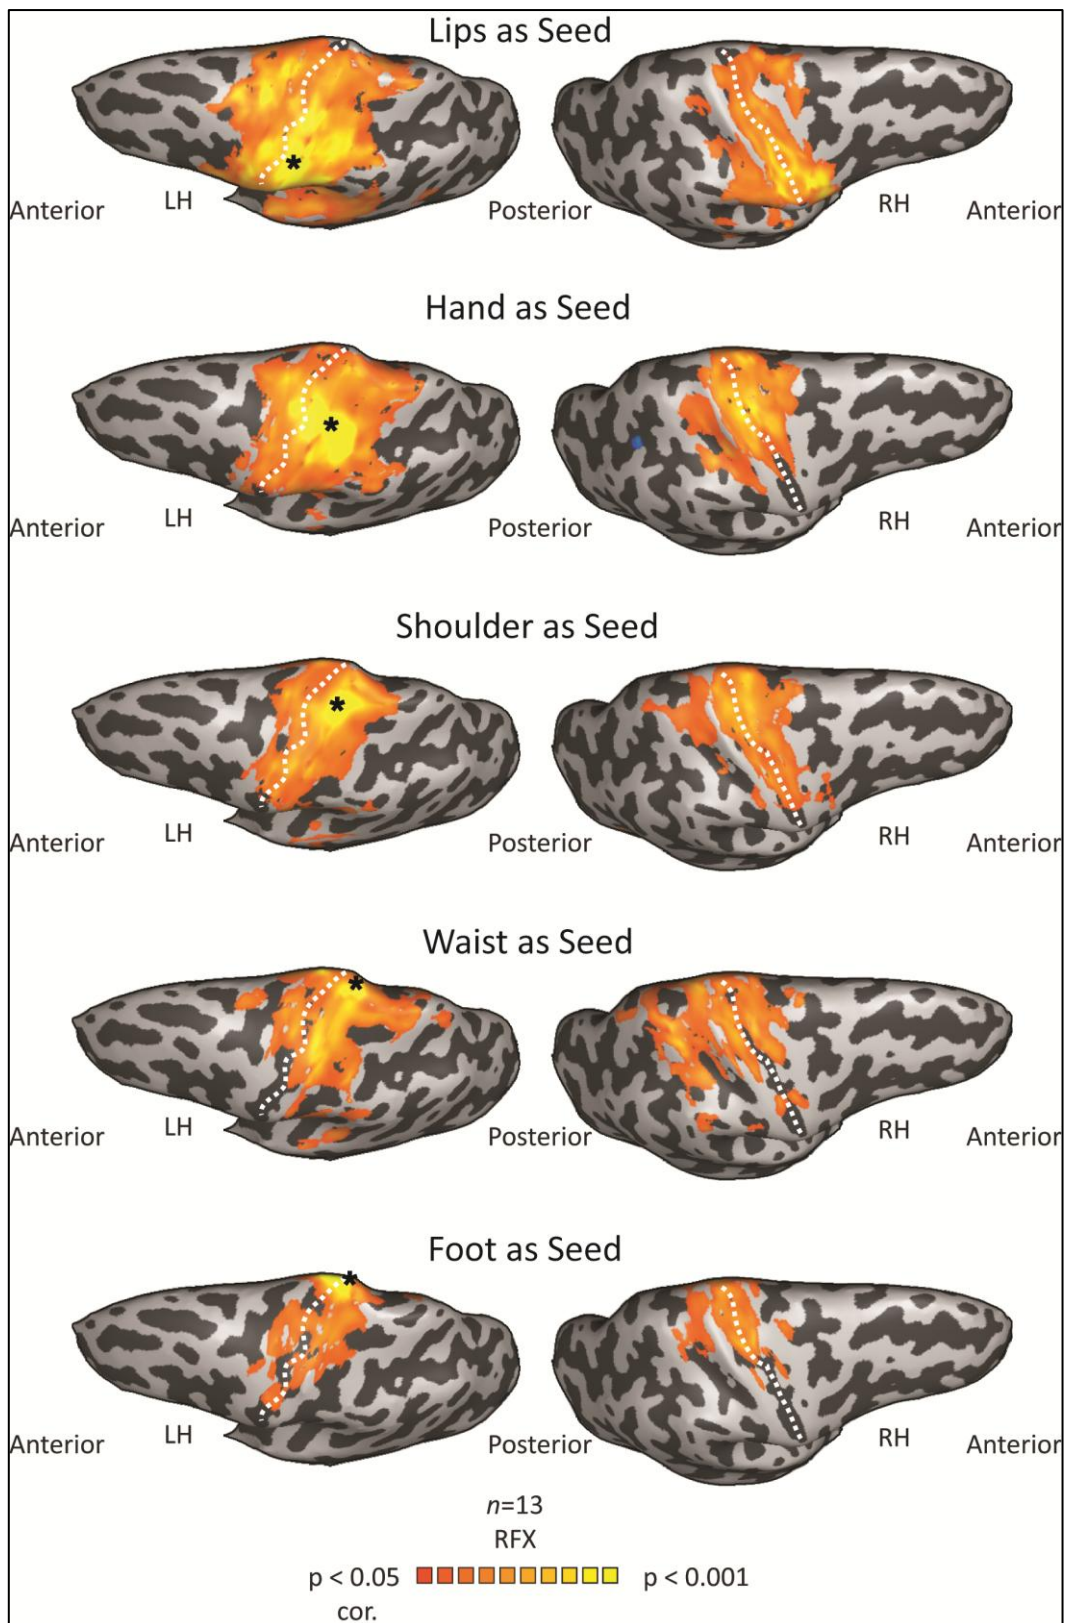 Lips as Seed
Anterior LH Posterior RH Anterior
Hand as Seed
Anterior LH Posterior RH Anterior
Shoulder as Seed
Anterior LH Posterior RH Anterior
Waist as Seed
Anterior LH Posterior RH Anterior
Foot as Seed
Anterior LH Posterior RH Anterior
n=13
RFX
p < 0.05 p < 0.001
cor.